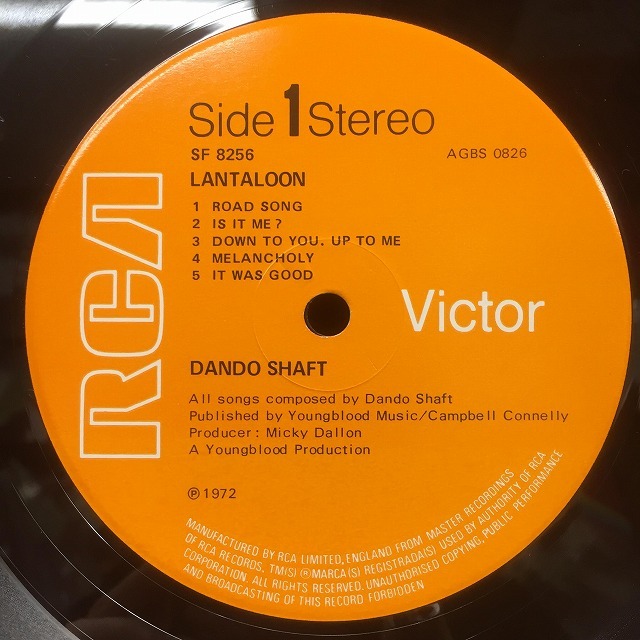 RCA
Side 1 Stereo
SF 8256 AGBS 0826
LANTALOON
1 ROAD SONG
2 IS IT ME?
3 DOWN TO YOU, UP TO ME
4 MELANCHOLY
5 IT WAS GOOD
Victor
DANDO SHAFT
All songs composed by Dando Shaft
Published by Youngblood Music/Campbell Connelly
Producer: Micky Dallon
A Youngblood Production
℗ 1972
MANUFACTURED BY RCA LIMITED, ENGLAND FROM MASTER RECORDINGS
OF RCA RECORDS. TM(S) ® MARCA(S) REGISTRADA(S) USED BY AUTHORITY OF RCA
CORPORATION. ALL RIGHTS RESERVED. UNAUTHORISED COPYING, PUBLIC PERFORMANCE
AND BROADCASTING OF THIS RECORD FORBIDDEN